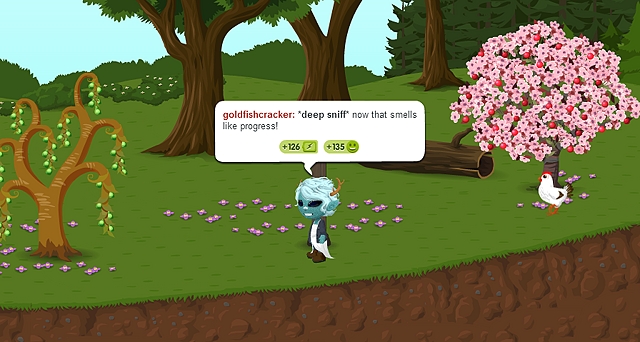 goldfishcracker: *deep sniff* now that smells
like progress!
+126 +135